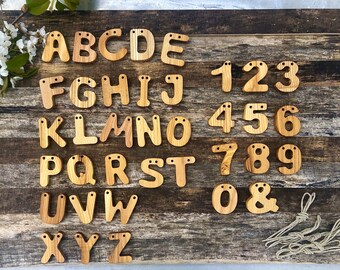 ABCDE
FGHIJ
KLMNO
PQRST
UVW
XYZ
123
456
789
0&